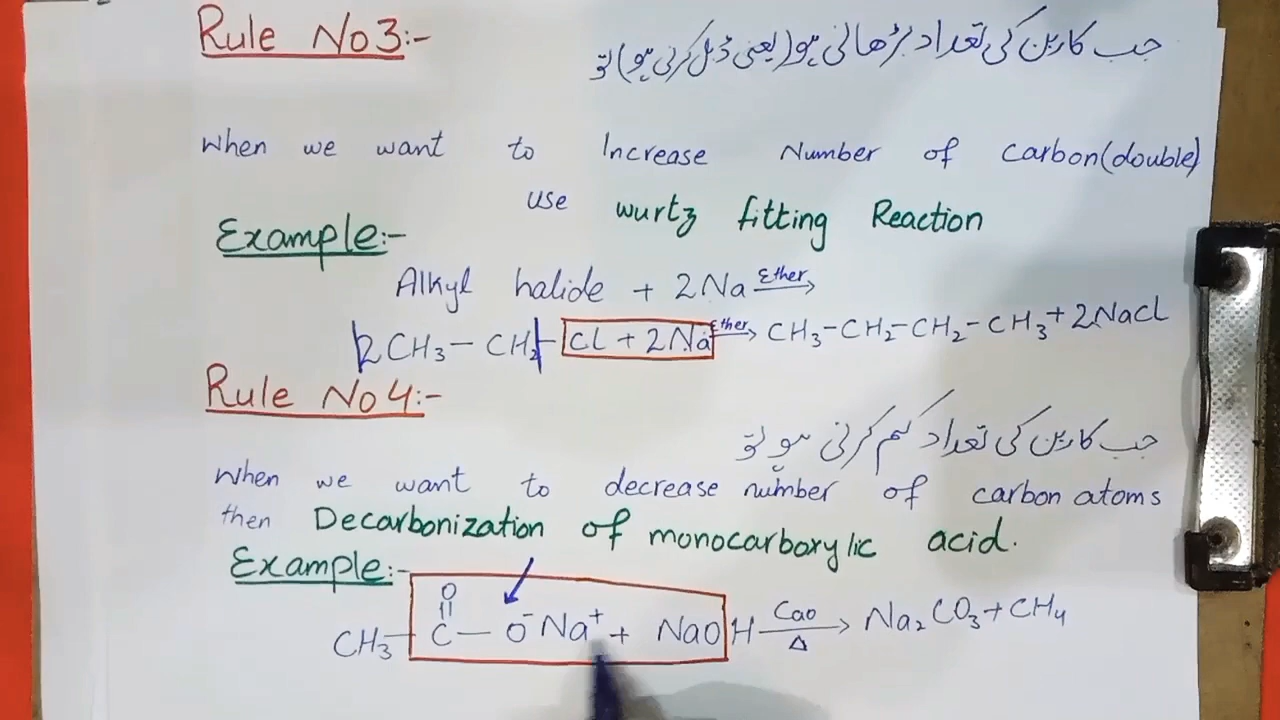 Rule No3:-
جب کاربن کی تعداد بڑھانی ہو(یعنی ڈبل کرنی ہو) تو
When we want to Increase Number of carbon(double)
use wurtz fitting Reaction
Example:-
Alkyl halide + 2Na Ether→
2CH₃-CH₂-Cl + 2Na Ether→ CH₃-CH₂-CH₂-CH₃ + 2NaCl
Rule No4:-
جب کاربن کی تعداد کم کرنی ہو تو
When we want to decrease number of carbon atoms
then Decarbonization of monocarboxylic acid.
Example:-
O
||
CH₃-C-O⁻Na⁺ + NaOH CaO→ Na₂CO₃ + CH₄
Δ